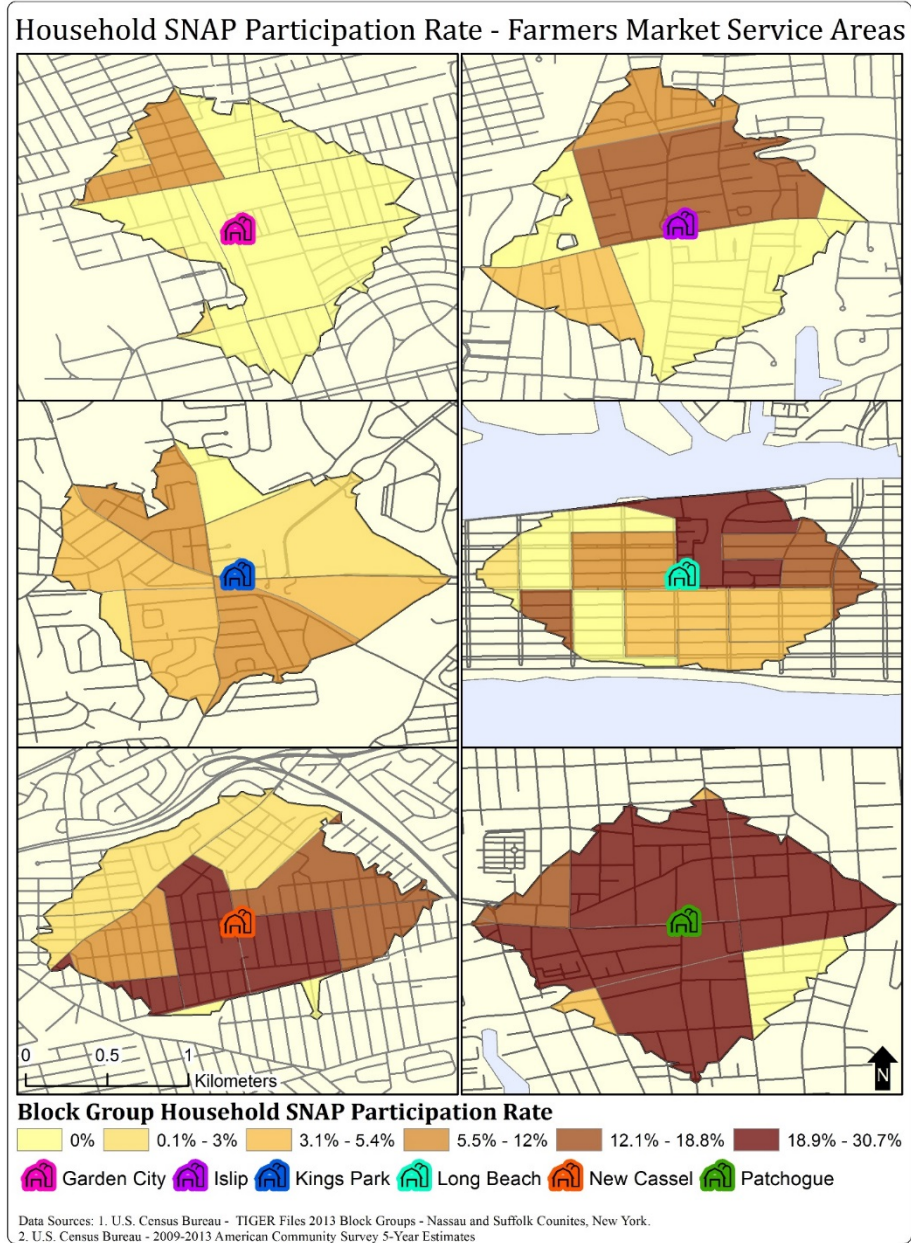 Household SNAP Participation Rate - Farmers Market Service Areas
0 0.5 1
Kilometers
N
Block Group Household SNAP Participation Rate
0% 0.1% - 3% 3.1% - 5.4% 5.5% - 12% 12.1% - 18.8% 18.9% - 30.7%
Garden City Islip Kings Park Long Beach New Cassel Patchogue
Data Sources: 1. U.S. Census Bureau - TIGER Files 2013 Block Groups - Nassau and Suffolk Counites, New York.
2. U.S. Census Bureau - 2009-2013 American Community Survey 5-Year Estimates